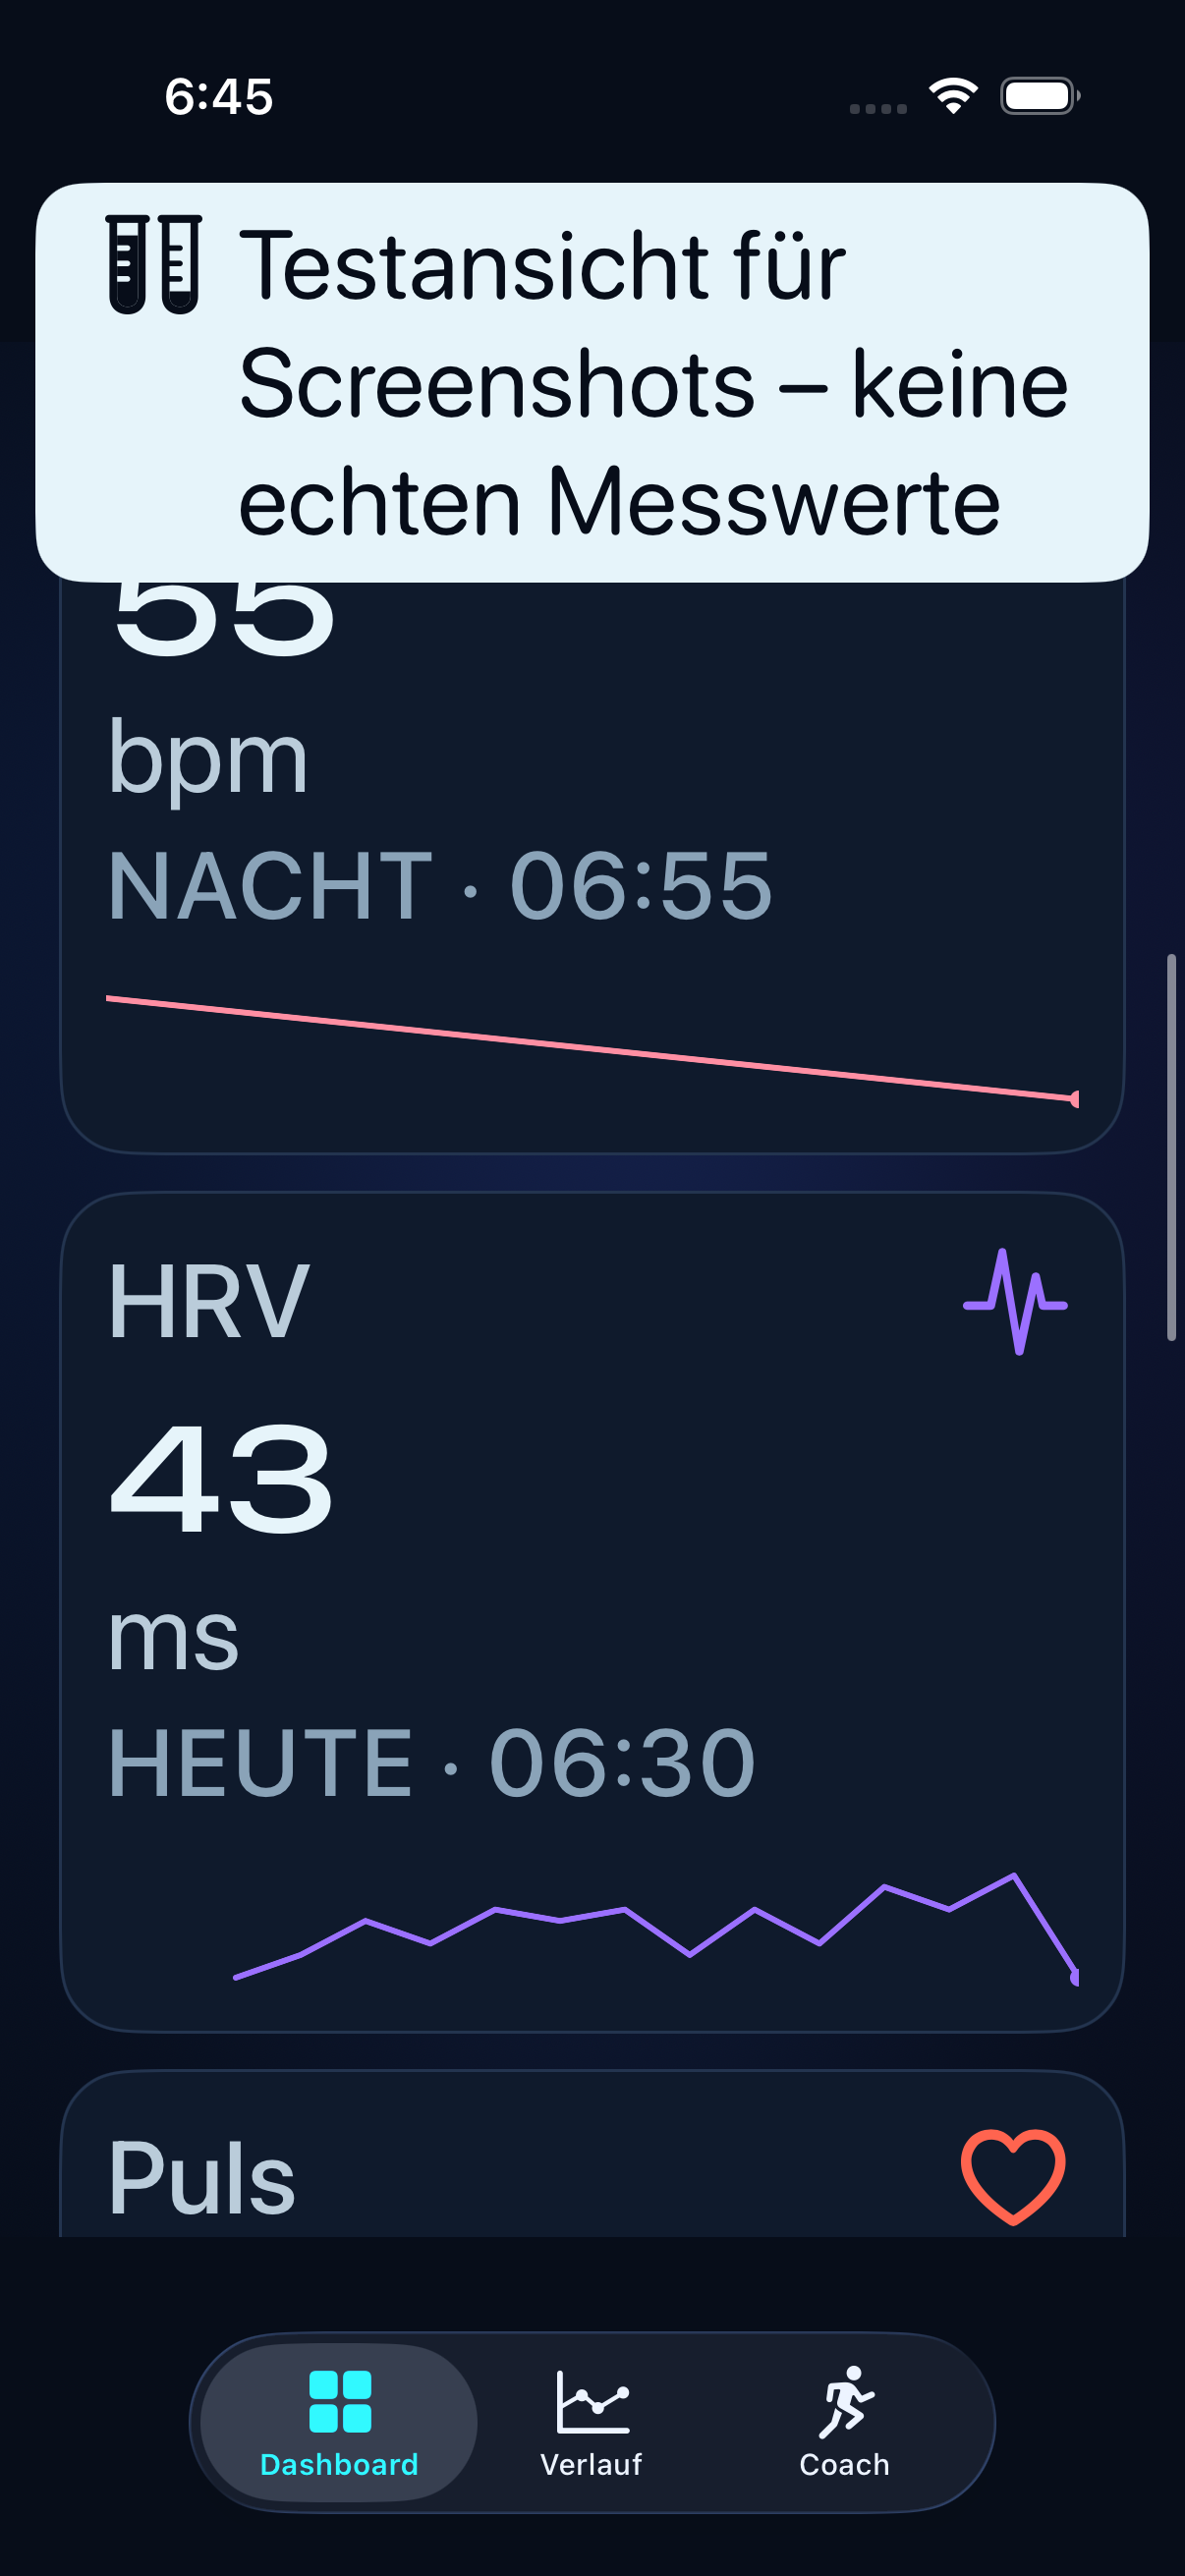 6:45
Testansicht für
Screenshots – keine
echten Messwerte
55
bpm
NACHT · 06:55
HRV
43
ms
HEUTE · 06:30
Puls
Dashboard
Verlauf
Coach